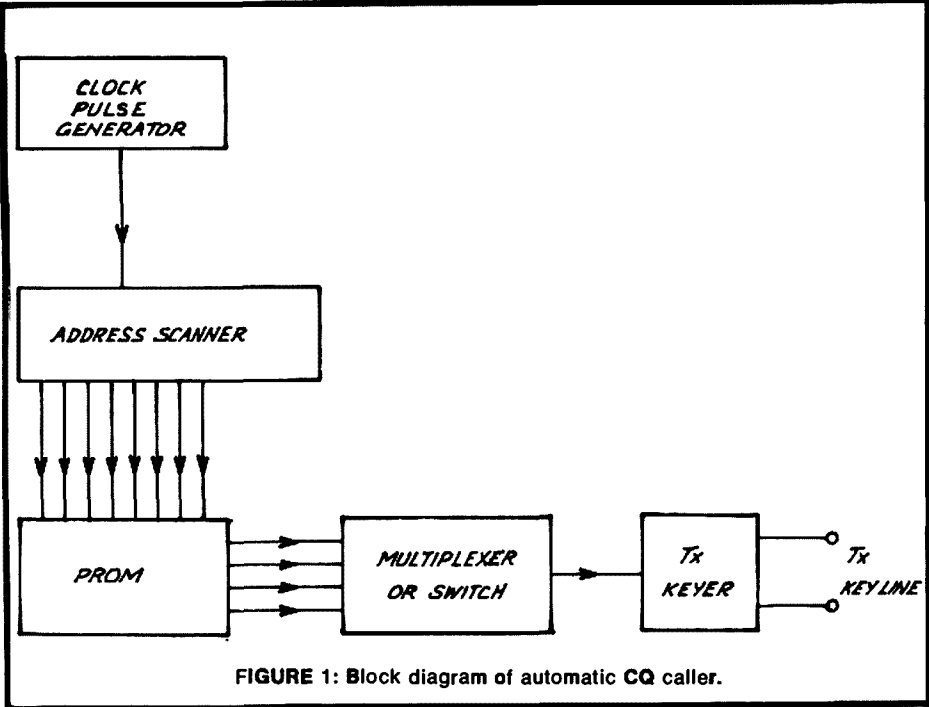 CLOCK
PULSE
GENERATOR
ADDRESS SCANNER
PROM
MULTIPLEXER
OR SWITCH
Tx
KEYER
Tx
KEYLINE
FIGURE 1: Block diagram of automatic CQ caller.